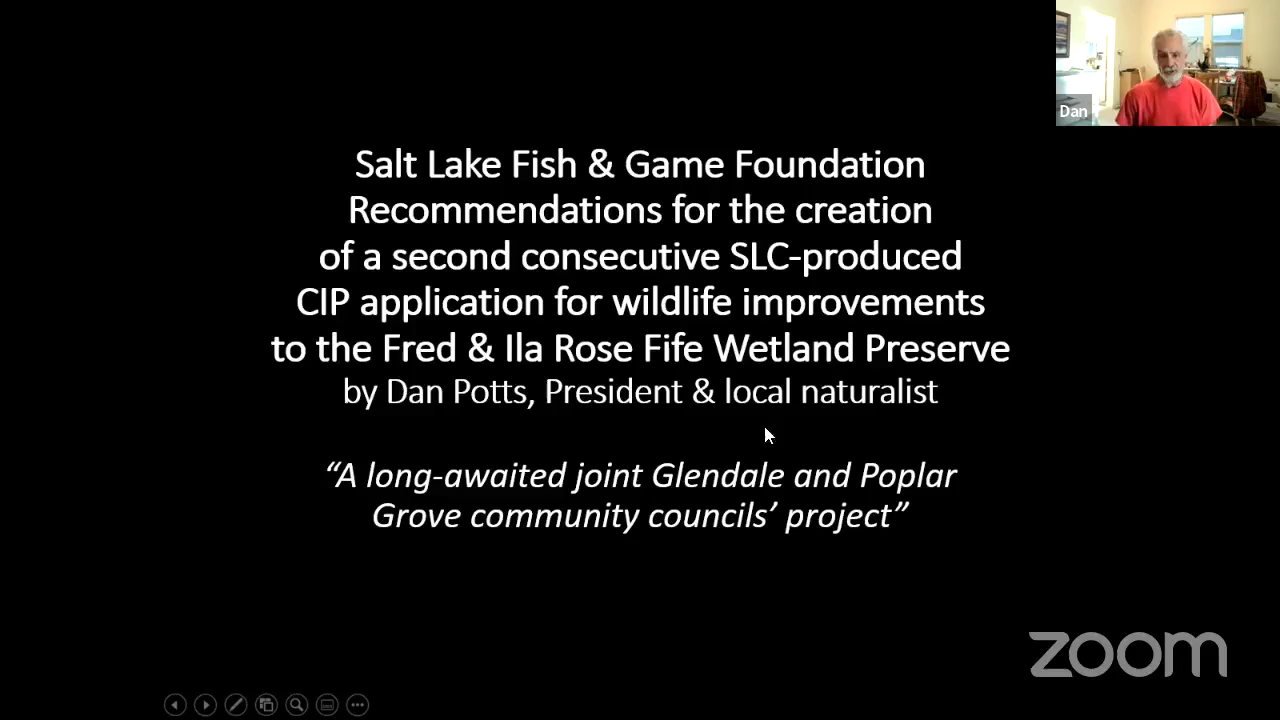 Dan
Salt Lake Fish & Game Foundation
Recommendations for the creation
of a second consecutive SLC-produced
CIP application for wildlife improvements
to the Fred & Ila Rose Fife Wetland Preserve
by Dan Potts, President & local naturalist
“A long-awaited joint Glendale and Poplar
Grove community councils’ project”
zoom